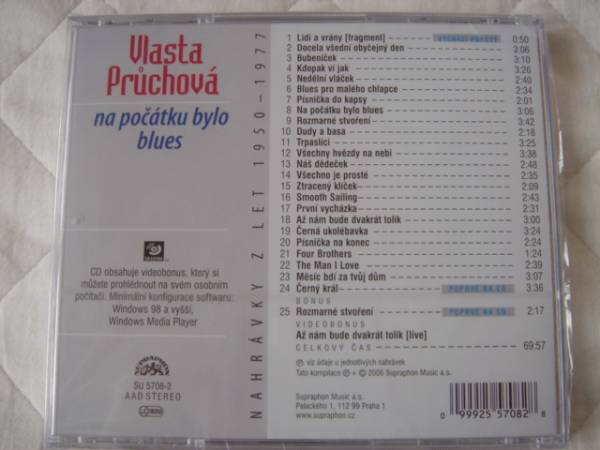 Vlasta
Průchová
na počátku bylo
blues
CD obsahuje videobonus, který si
můžete prohlédnout na svém osobním
počítači. Minimální konfigurace softwaru:
Windows 98 a vyšší,
Windows Media Player
SUPRAPHON
SU 5708-2
AAD STEREO
NAHRÁVKY Z LET 1950–1977
1 Lidi a vrány [fragment] VYCHÁZÍ POPRVÉ 0:50
2 Docela všední obyčejný den 3:06
3 Bubeníček 3:10
4 Kdopak ví jak 3:26
5 Nedělní vláček 2:40
6 Blues pro malého chlapce 2:34
7 Písnička do kapsy 2:01
8 Na počátku bylo blues 3:06
9 Rozmarné stvoření 3:42
10 Dudy a basa 2:18
11 Trpaslíci 3:25
12 Všechny hvězdy na nebi 3:38
13 Náš dědeček 2:48
14 Všechno je prosté 2:35
15 Ztracený klíček 2:09
16 Smooth Sailing 2:43
17 První vycházka 2:31
18 Až nám bude dvakrát tolik 3:00
19 Černá ukolébavka 3:24
20 Písnička na konec 2:24
21 Four Brothers 1:24
22 The Man I Love 2:39
23 Měsíc bdí za tvůj dům 3:07
24 Černý král POPRVÉ NA CD 3:36
BONUS
25 Rozmarné stvoření POPRVÉ NA CD 2:17
VIDEOBONUS
Až nám bude dvakrát tolik [live]
CELKOVÝ ČAS 69:57
℗ viz údaje u jednotlivých nahrávek
Tato kompilace ℗ + © 2006 Supraphon Music a.s.
Supraphon Music a.s.
Palackého 1, 112 99 Praha 1
www.supraphon.cz
0 99925 57082 8